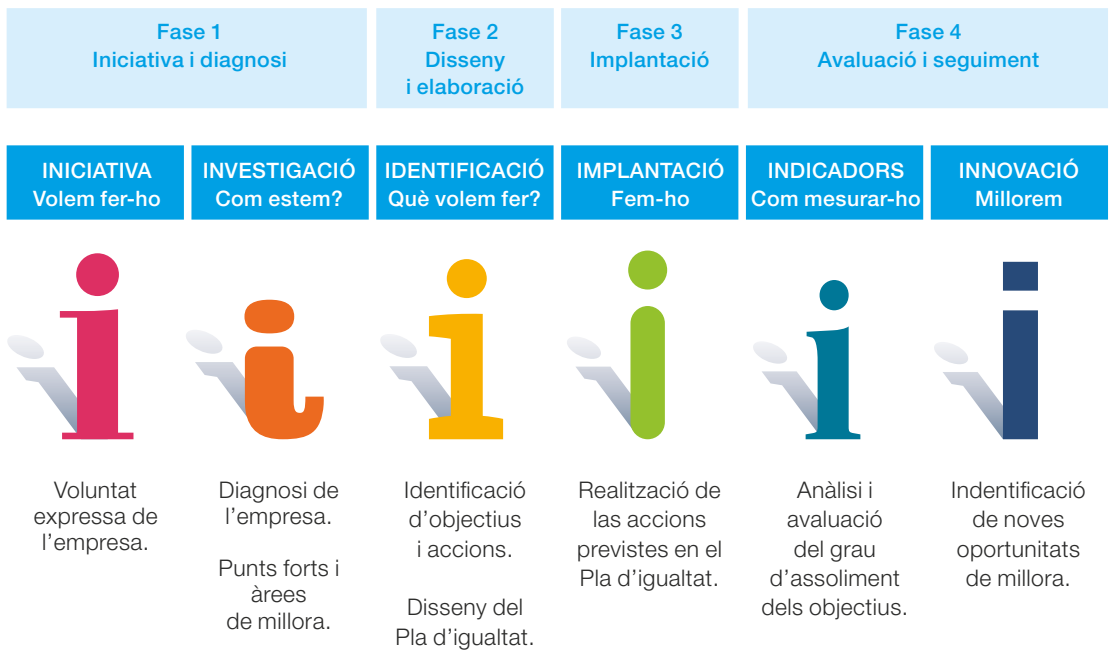 Fase 1
Iniciativa i diagnosi
Fase 2
Disseny
i elaboració
Fase 3
Implantació
Fase 4
Avaluació i seguiment
INICIATIVA
Volem fer-ho
INVESTIGACIÓ
Com estem?
IDENTIFICACIÓ
Què volem fer?
IMPLANTACIÓ
Fem-ho
INDICADORS
Com mesurar-ho
INNOVACIÓ
Millorem
i
i
i
i
i
i
Voluntat
expressa de
l’empresa.
Diagnosi de
l’empresa.
Punts forts i
àrees
de millora.
Identificació
d’objectius
i accions.
Disseny del
Pla d’igualtat.
Realització de
las accions
previstes en el
Pla d’igualtat.
Anàlisi i
avaluació
del grau
d’assoliment
dels objectius.
Indentificació
de noves
oportunitats
de millora.